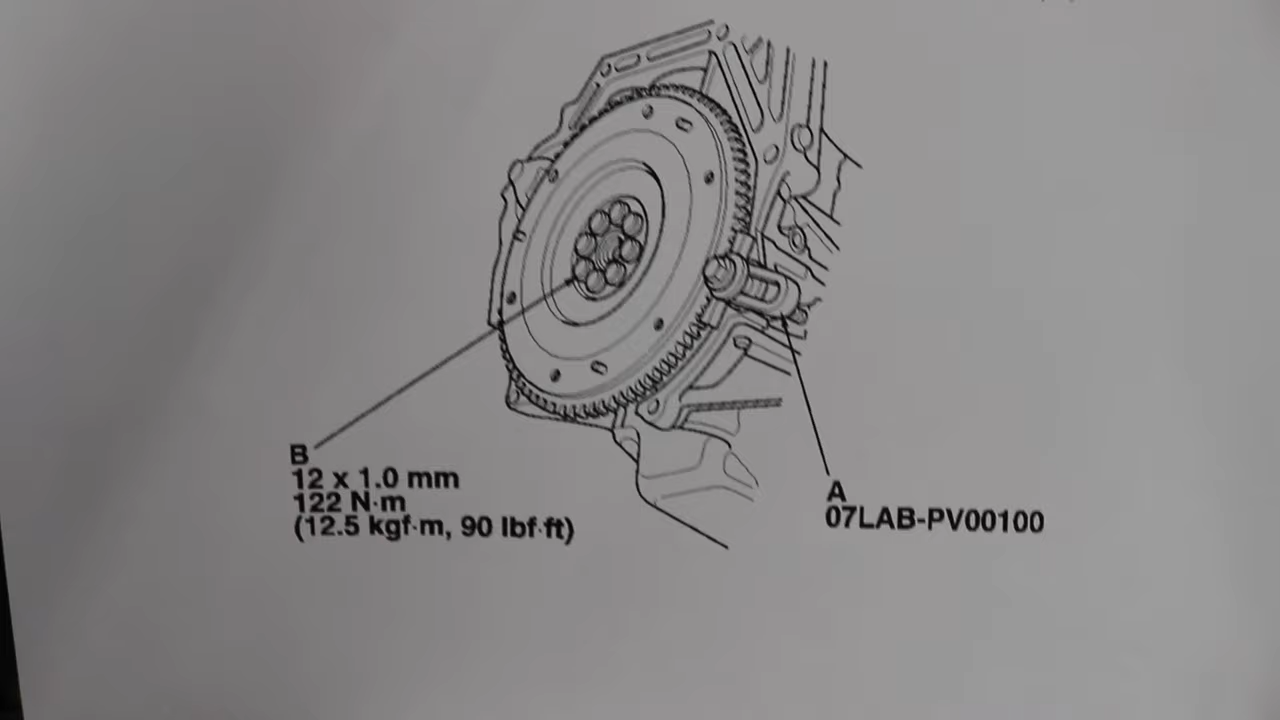 B
12 x 1.0 mm
122 N·m
(12.5 kgf·m, 90 lbf·ft)
A
07LAB-PV00100